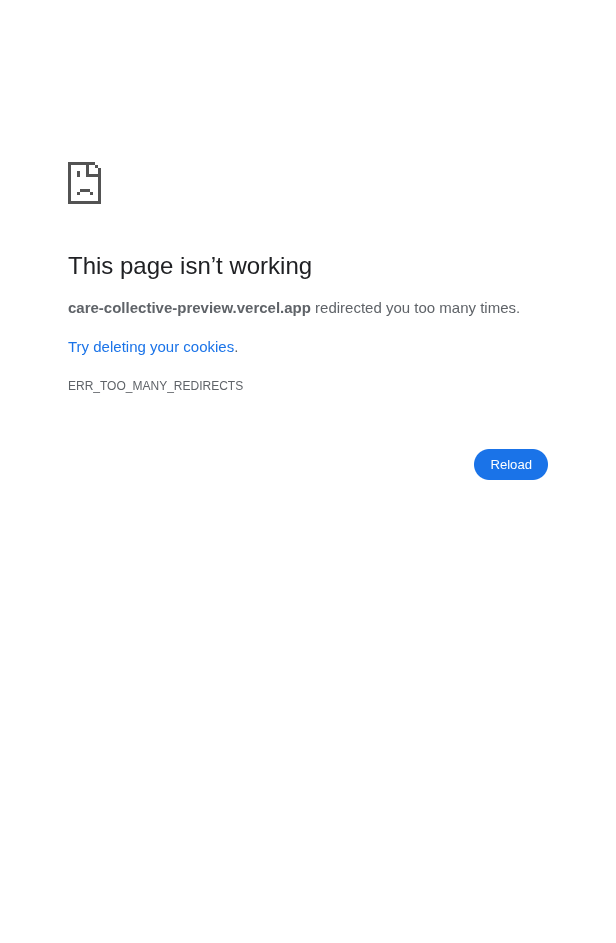 This page isn’t working
care-collective-preview.vercel.app redirected you too many times.
Try deleting your cookies.
ERR_TOO_MANY_REDIRECTS
Reload